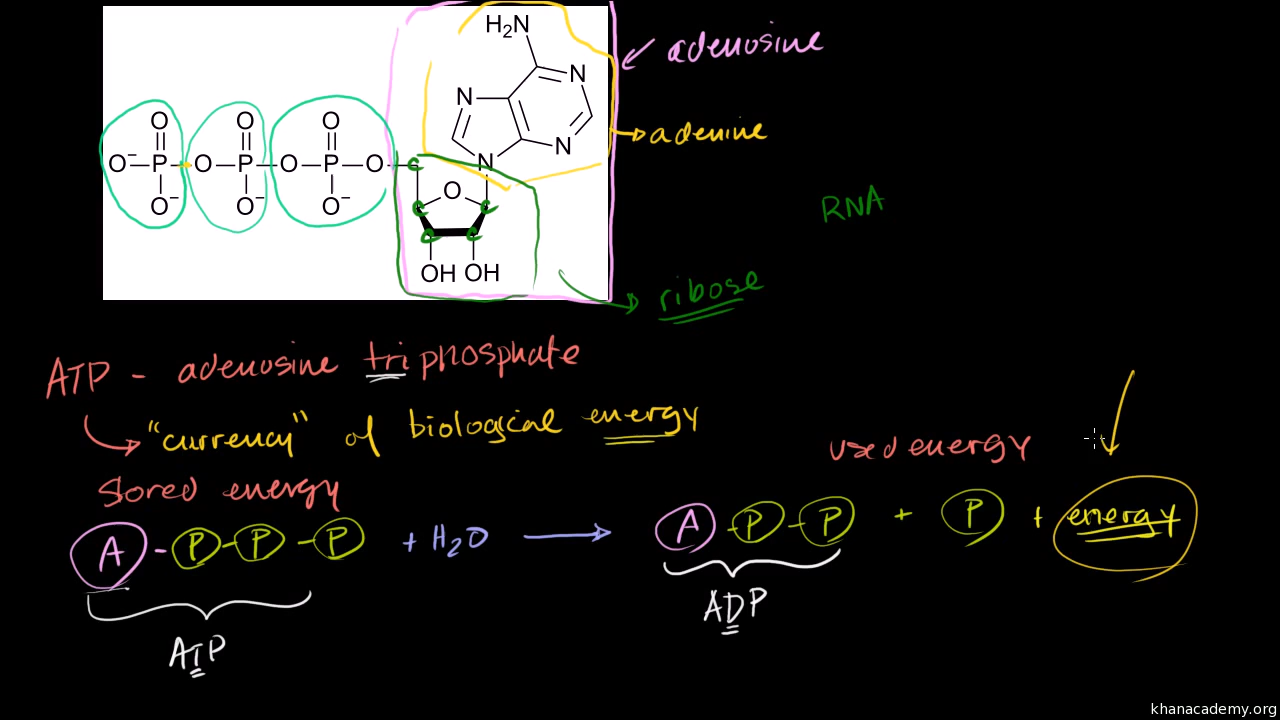 H₂N
adenosine
N
N
adenine
N
N
O
O
O
O⁻ P O P O P O C
O⁻ O⁻ O⁻
O
C C
C C
OH OH
RNA
ribose
ATP - adenosine triphosphate
"currency" of biological energy
stored energy
used energy
A - P - P - P + H₂O → A - P - P + P + energy
ATP
ADP
khanacademy.org